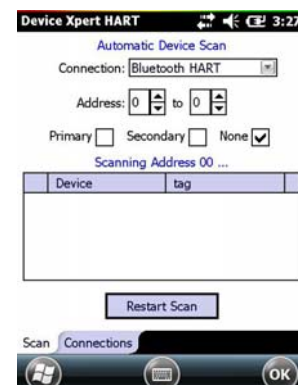 Device Xpert HART 3:27
Automatic Device Scan
Connection: Bluetooth HART
Address: 0 to 0
Primary Secondary None
Scanning Address 00 ...
Device tag
Restart Scan
Scan Connections
OK